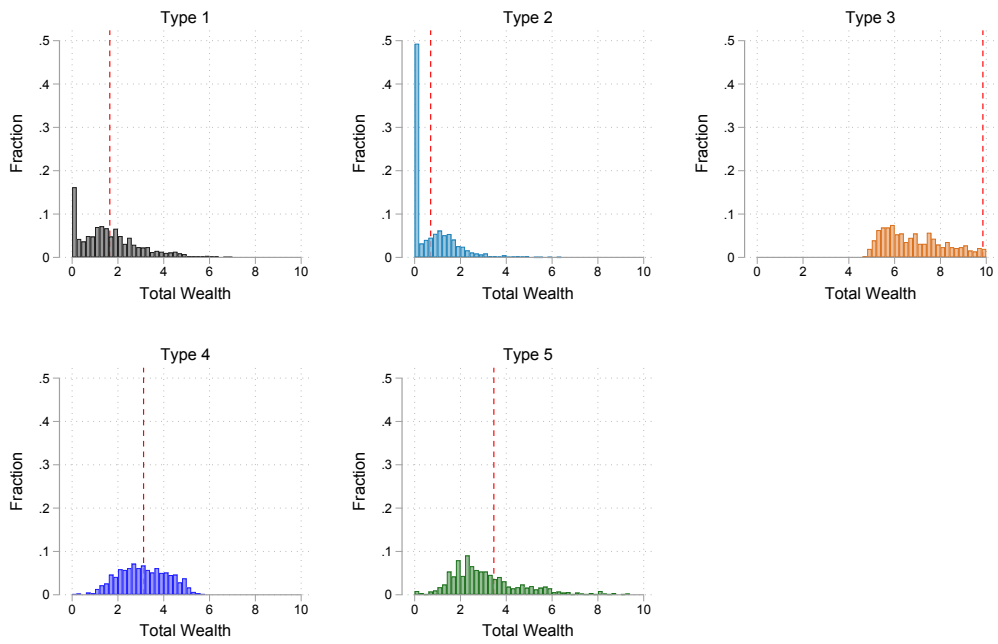 Type 1
.5
.4
.3
.2
.1
0
Fraction
0 2 4 6 8 10
Total Wealth
Type 2
.5
.4
.3
.2
.1
0
Fraction
0 2 4 6 8 10
Total Wealth
Type 3
.5
.4
.3
.2
.1
0
Fraction
0 2 4 6 8 10
Total Wealth
Type 4
.5
.4
.3
.2
.1
0
Fraction
0 2 4 6 8 10
Total Wealth
Type 5
.5
.4
.3
.2
.1
0
Fraction
0 2 4 6 8 10
Total Wealth